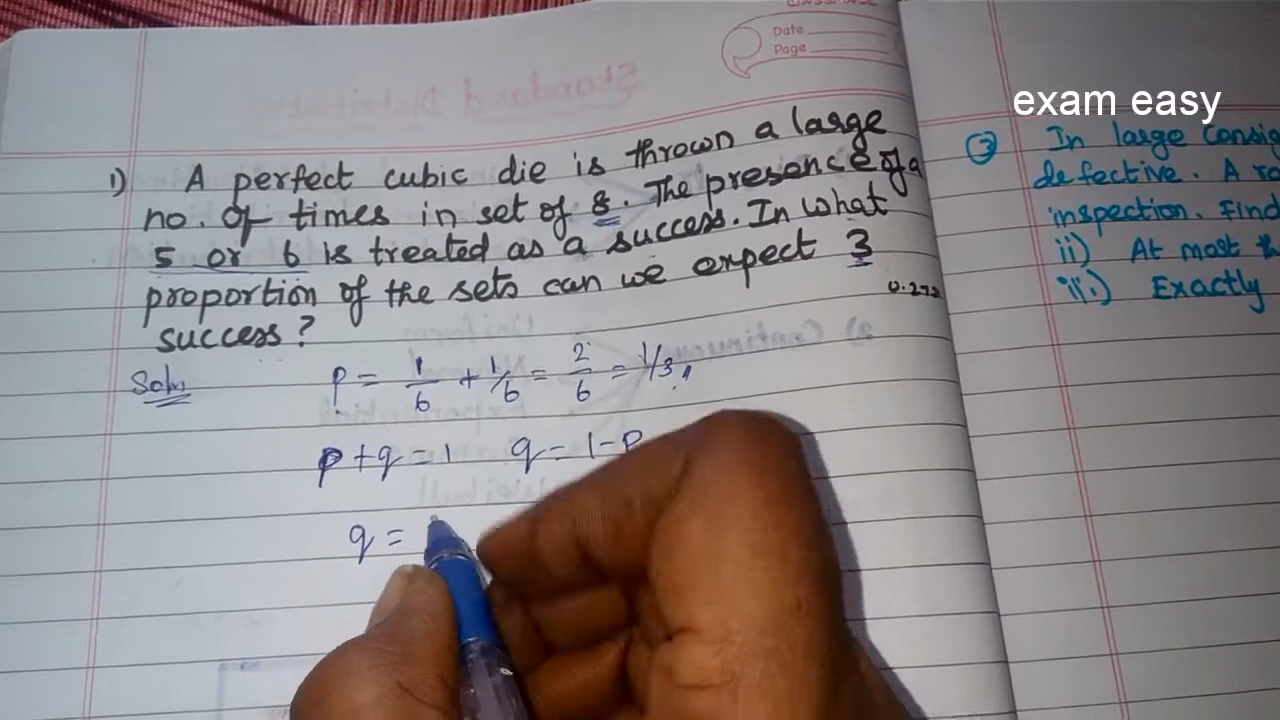 Date
Page
exam easy
1) A perfect cubic die is thrown a large
no. of times in set of 8. The presence of a
5 or 6 is treated as a success. In what
proportion of the sets can we expect 3
success?
Soln P = 1/6 + 1/6 = 2/6 = 1/3
P + q = 1 q = 1 - P
q =
3 In large
defective. A
inspection. Find
ii) At most
iii) Exactly